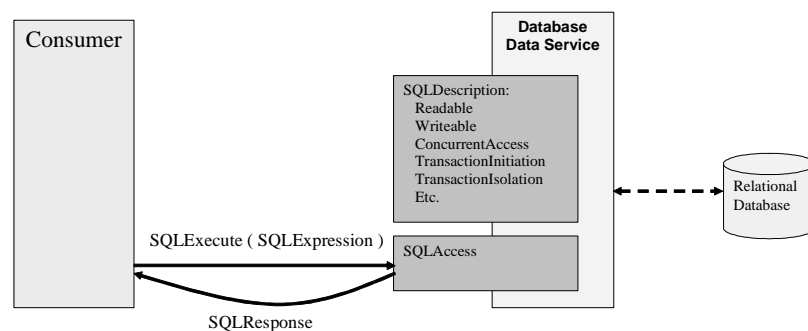 Consumer
Database
Data Service
SQLDescription:
Readable
Writeable
ConcurrentAccess
TransactionInitiation
TransactionIsolation
Etc.
Relational
Database
SQLExecute ( SQLExpression )
SQLAccess
SQLResponse